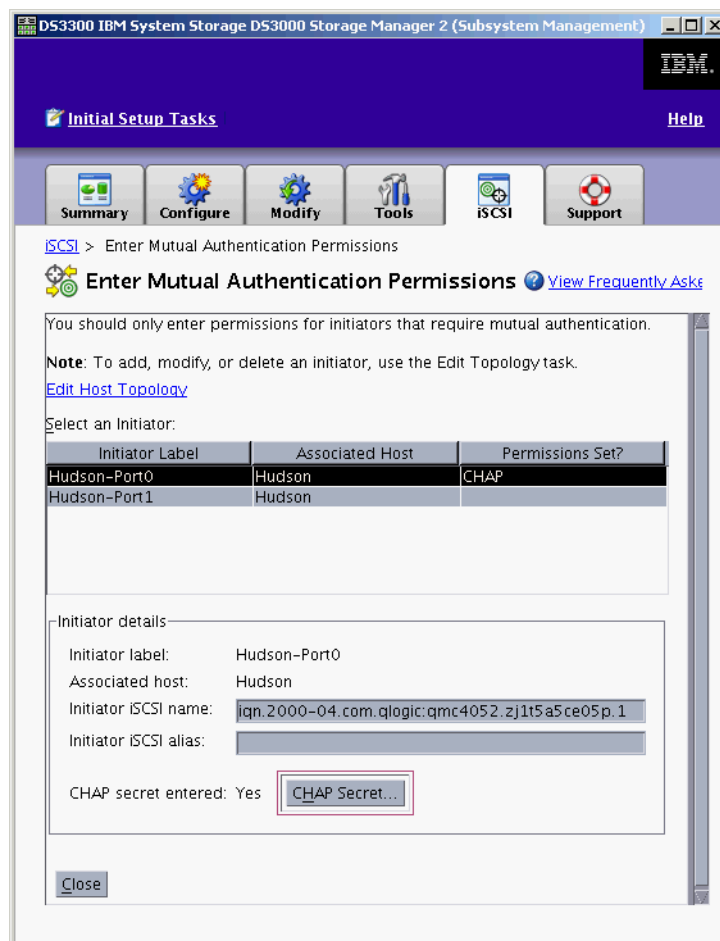 DS3300 IBM System Storage DS3000 Storage Manager 2 (Subsystem Management)
IBM.
Initial Setup Tasks
Help
Summary
Configure
Modify
Tools
iSCSI
Support
iSCSI > Enter Mutual Authentication Permissions
Enter Mutual Authentication Permissions
View Frequently Aske
You should only enter permissions for initiators that require mutual authentication.
Note: To add, modify, or delete an initiator, use the Edit Topology task.
Edit Host Topology
Select an Initiator:
Initiator Label Associated Host Permissions Set?
Hudson-Port0 Hudson CHAP
Hudson-Port1 Hudson
Initiator details
Initiator label: Hudson-Port0
Associated host: Hudson
Initiator iSCSI name: iqn.2000-04.com.qlogic:qmc4052.zj1t5a5ce05p.1
Initiator iSCSI alias:
CHAP secret entered: Yes CHAP Secret...
Close